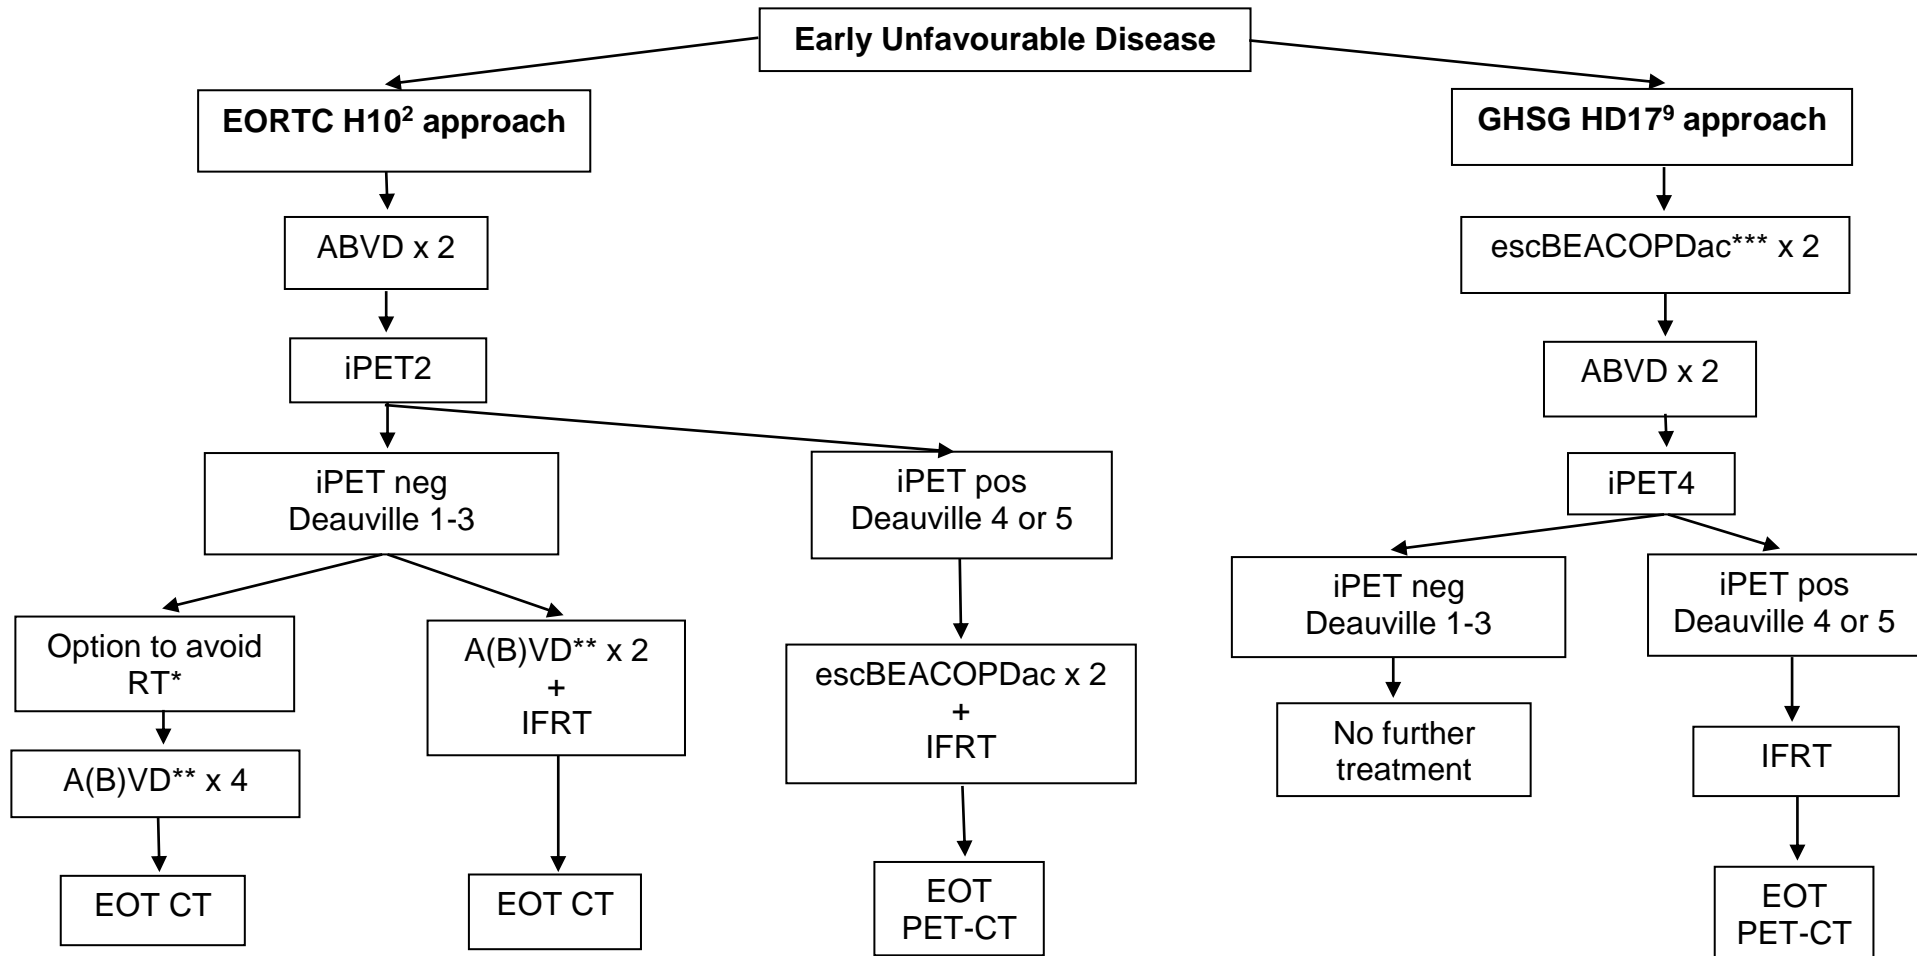 Early Unfavourable Disease
EORTC H10² approach
GHSG HD17⁹ approach
ABVD x 2
escBEACOPDac*** x 2
iPET2
ABVD x 2
iPET neg
Deauville 1-3
iPET pos
Deauville 4 or 5
iPET4
iPET neg
Deauville 1-3
iPET pos
Deauville 4 or 5
Option to avoid
RT*
A(B)VD** x 2
+
IFRT
escBEACOPDac x 2
+
IFRT
No further
treatment
IFRT
A(B)VD** x 4
EOT CT
EOT CT
EOT
PET-CT
EOT
PET-CT